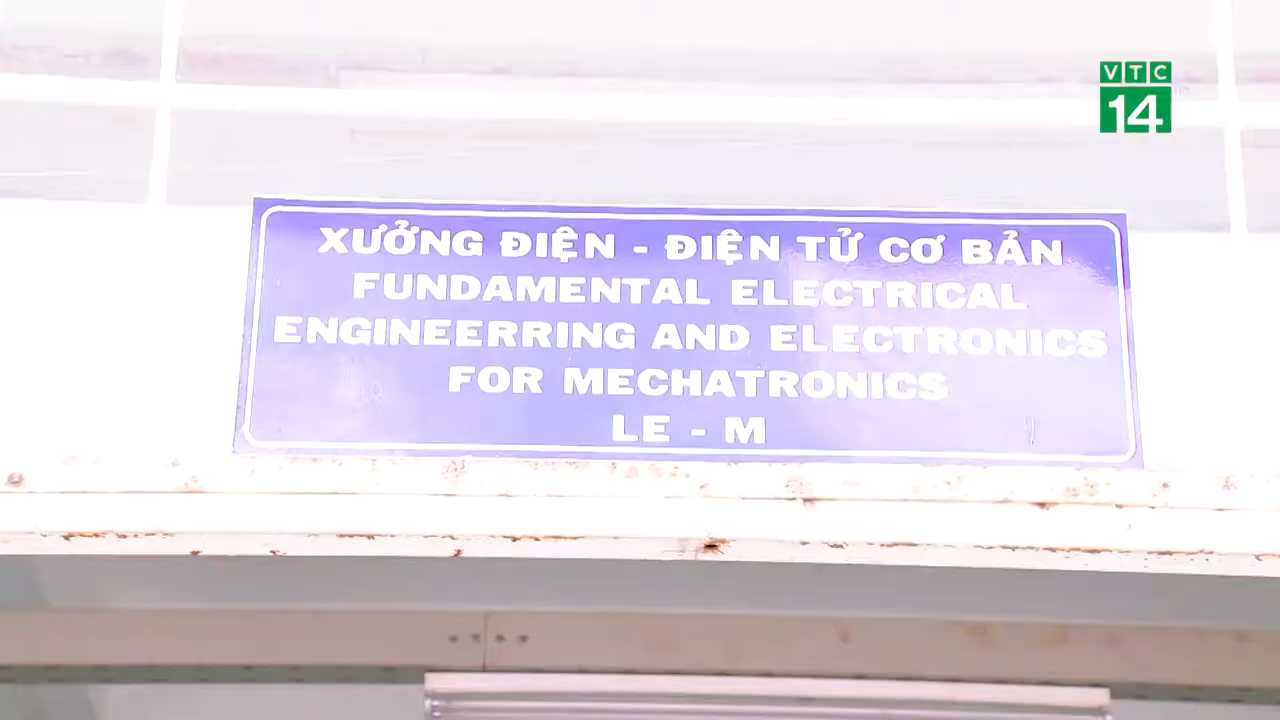 VTC
14
XƯỞNG ĐIỆN - ĐIỆN TỬ CƠ BẢN
FUNDAMENTAL ELECTRICAL
ENGINEERRING AND ELECTRONICS
FOR MECHATRONICS
LE - M